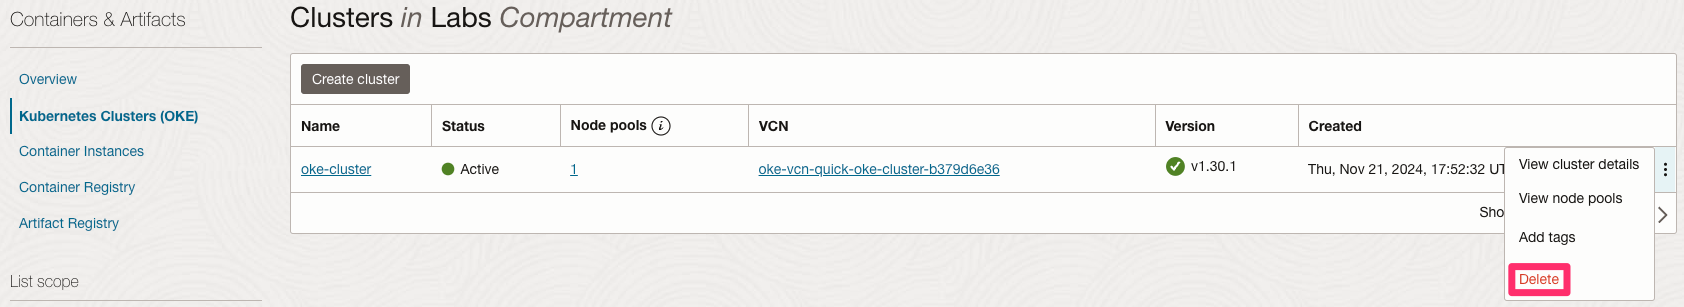 Containers & Artifacts
Overview
Kubernetes Clusters (OKE)
Container Instances
Container Registry
Artifact Registry
List scope
Clusters in Labs Compartment
Create cluster
Name Status Node pools i VCN Version Created
oke-cluster Active 1 oke-vcn-quick-oke-cluster-b379d6e36 v1.30.1 Thu, Nov 21, 2024, 17:52:32 UT
Sho
View cluster details
View node pools
Add tags
Delete